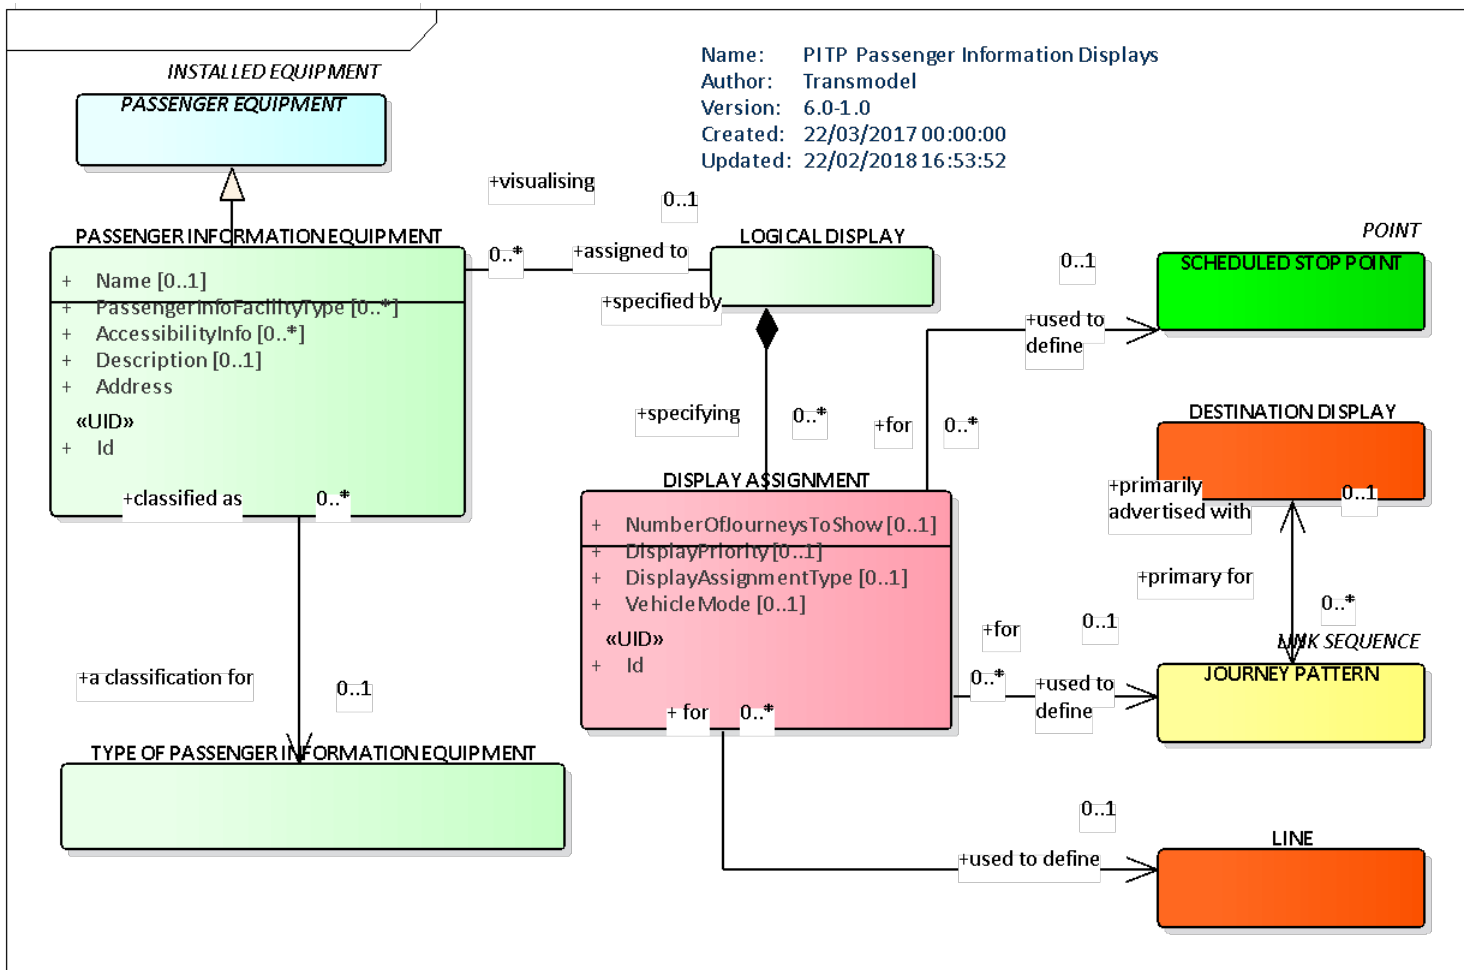 Name: PITP Passenger Information Displays
Author: Transmodel
Version: 6.0-1.0
Created: 22/03/2017 00:00:00
Updated: 22/02/2018 16:53:52
INSTALLED EQUIPMENT
PASSENGER EQUIPMENT
PASSENGER INFORMATION EQUIPMENT
+ Name [0..1]
+ PassengerInfoFacilityType [0..*]
+ AccessibilityInfo [0..*]
+ Description [0..1]
+ Address
«UID»
+ Id
+classified as
0..*
+visualising
0..*
0..1
+assigned to
LOGICAL DISPLAY
+specified by
+specifying
0..*
POINT
SCHEDULED STOP POINT
0..1
+used to
define
+for
0..*
DISPLAY ASSIGNMENT
+ NumberOfJourneysToShow [0..1]
+ DisplayPriority [0..1]
+ DisplayAssignmentType [0..1]
+ VehicleMode [0..1]
«UID»
+ Id
+ for
0..*
DESTINATION DISPLAY
+primarily
advertised with
0..1
+primary for
0..*
+for
0..1
0..*
+used to
define
LINK SEQUENCE
JOURNEY PATTERN
+a classification for
0..1
TYPE OF PASSENGER INFORMATION EQUIPMENT
0..1
+used to define
LINE